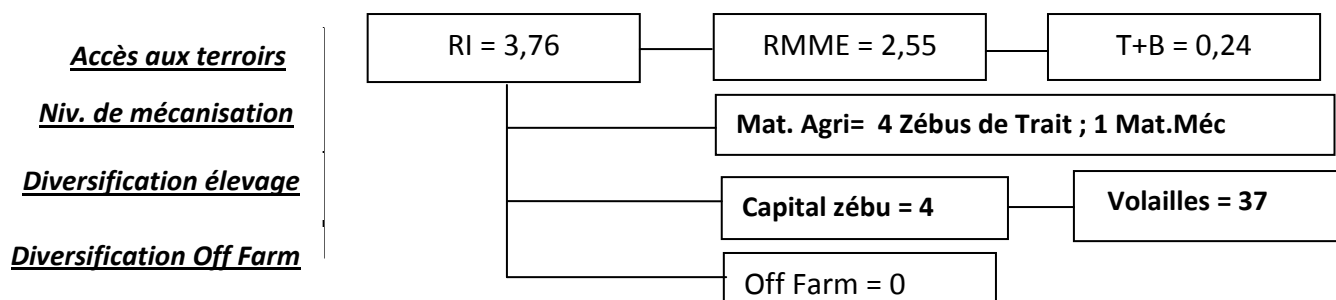 Accès aux terroirs
RI = 3,76
RMME = 2,55
T+B = 0,24
Niv. de mécanisation
Mat. Agri= 4 Zébus de Trait ; 1 Mat.Méc
Diversification élevage
Capital zébu = 4
Volailles = 37
Diversification Off Farm
Off Farm = 0